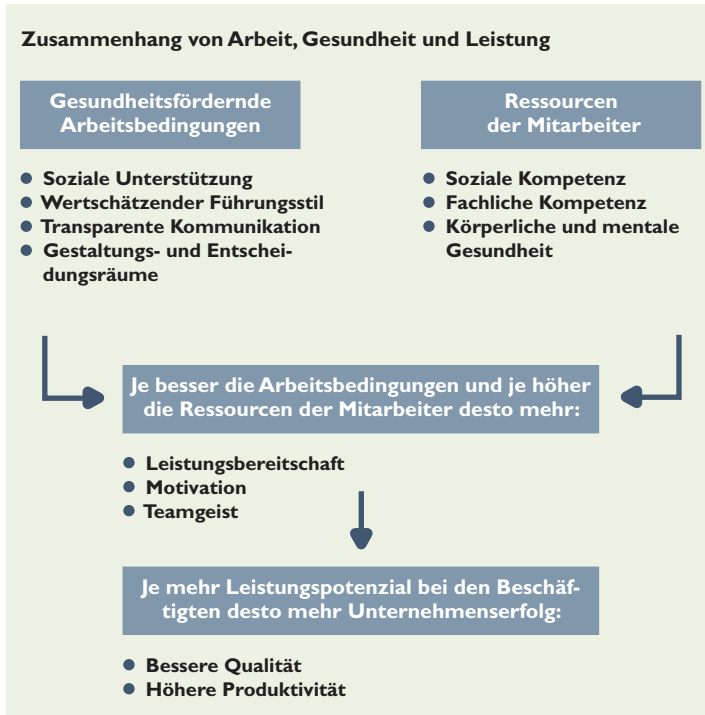 Zusammenhang von Arbeit, Gesundheit und Leistung
Gesundheitsfördernde
Arbeitsbedingungen
• Soziale Unterstützung
• Wertschätzender Führungsstil
• Transparente Kommunikation
• Gestaltungs- und Entschei-
dungsräume
Ressourcen
der Mitarbeiter
• Soziale Kompetenz
• Fachliche Kompetenz
• Körperliche und mentale
Gesundheit
Je besser die Arbeitsbedingungen und je höher
die Ressourcen der Mitarbeiter desto mehr:
• Leistungsbereitschaft
• Motivation
• Teamgeist
Je mehr Leistungspotenzial bei den Beschäf-
tigten desto mehr Unternehmenserfolg:
• Bessere Qualität
• Höhere Produktivität